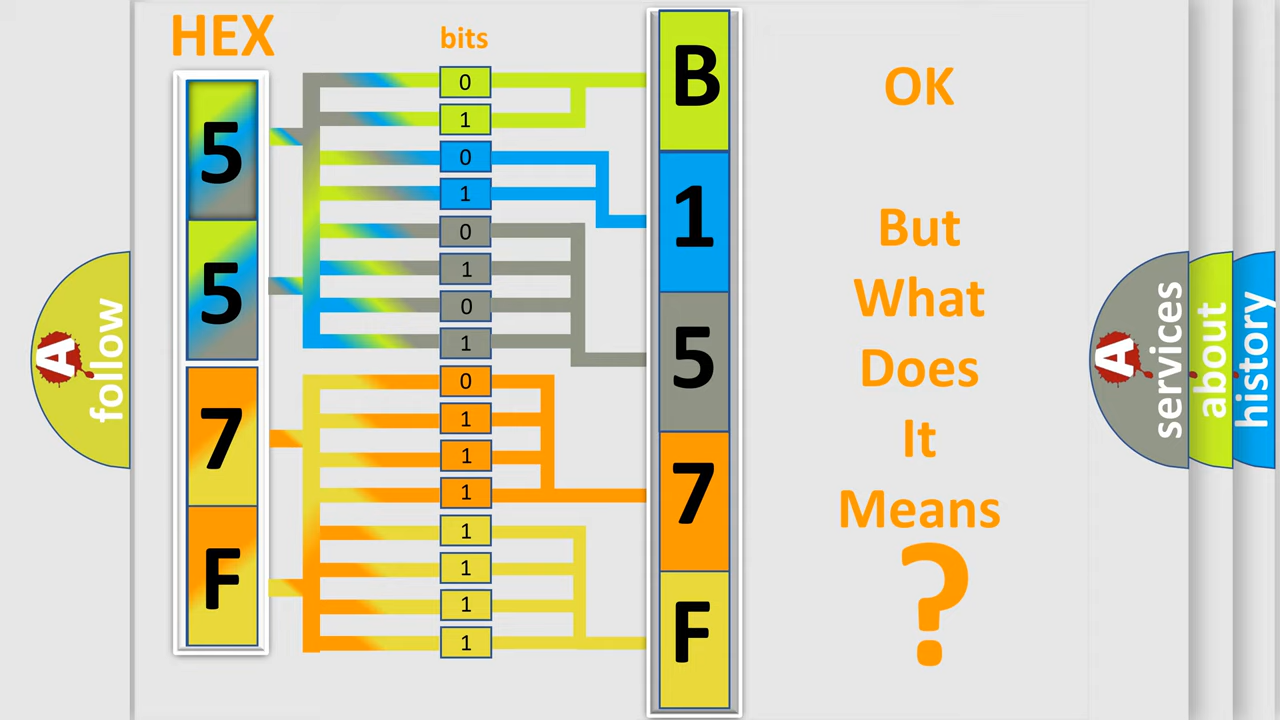 HEX
bits
5
5
7
F
0
1
0
1
0
1
0
1
0
1
1
1
1
1
1
1
B
1
5
7
F
OK
But
What
Does
It
Means
?
A
follow
A
services
about
history